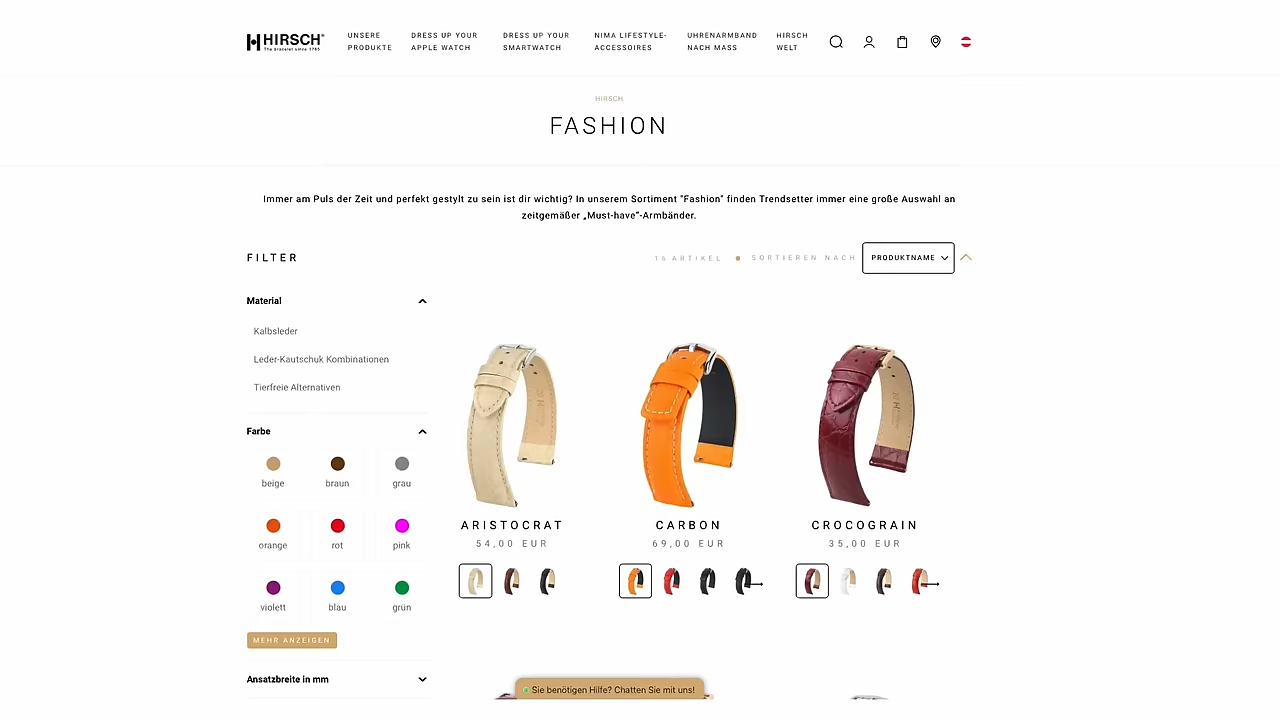 HIRSCH®
The bracelet since 1765
UNSERE
PRODUKTE
DRESS UP YOUR
APPLE WATCH
DRESS UP YOUR
SMARTWATCH
NIMA LIFESTYLE-
ACCESSOIRES
UHRENARMBAND
NACH MASS
HIRSCH
WELT
HIRSCH
FASHION
Immer am Puls der Zeit und perfekt gestylt zu sein ist dir wichtig? In unserem Sortiment "Fashion" finden Trendsetter immer eine große Auswahl an
zeitgemäßer „Must-have“-Armbänder.
FILTER
16 ARTIKEL
SORTIEREN NACH
PRODUKTNAME
Material
Kalbsleder
Leder-Kautschuk Kombinationen
Tierfreie Alternativen
Farbe
beige
braun
grau
orange
rot
pink
violett
blau
grün
MEHR ANZEIGEN
Ansatzbreite in mm
ARISTOCRAT
54,00 EUR
CARBON
69,00 EUR
CROCOGRAIN
35,00 EUR
Sie benötigen Hilfe? Chatten Sie mit uns!